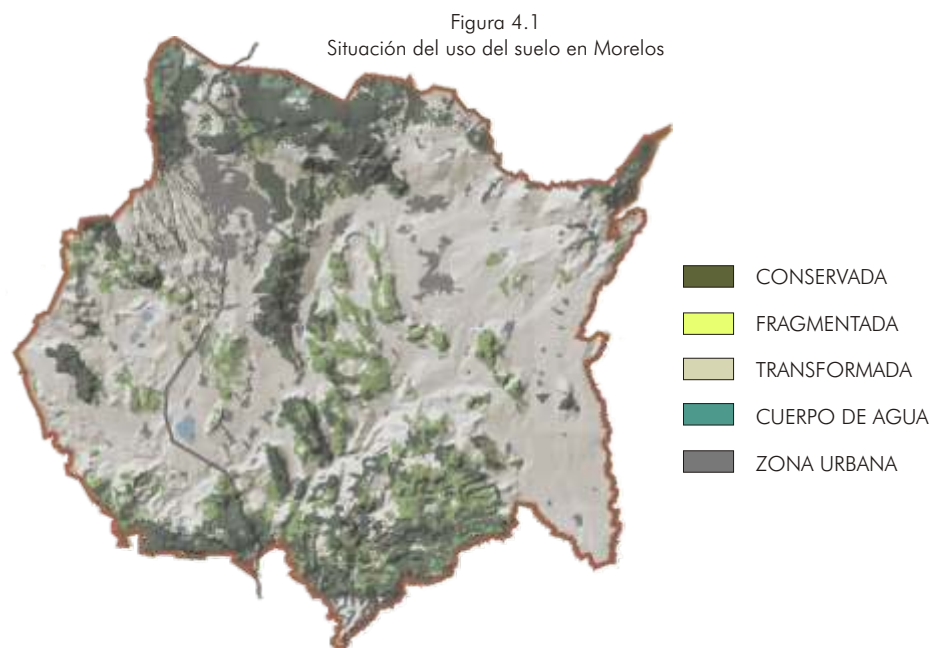 Figura 4.1
Situación del uso del suelo en Morelos
CONSERVADA
FRAGMENTADA
TRANSFORMADA
CUERPO DE AGUA
ZONA URBANA